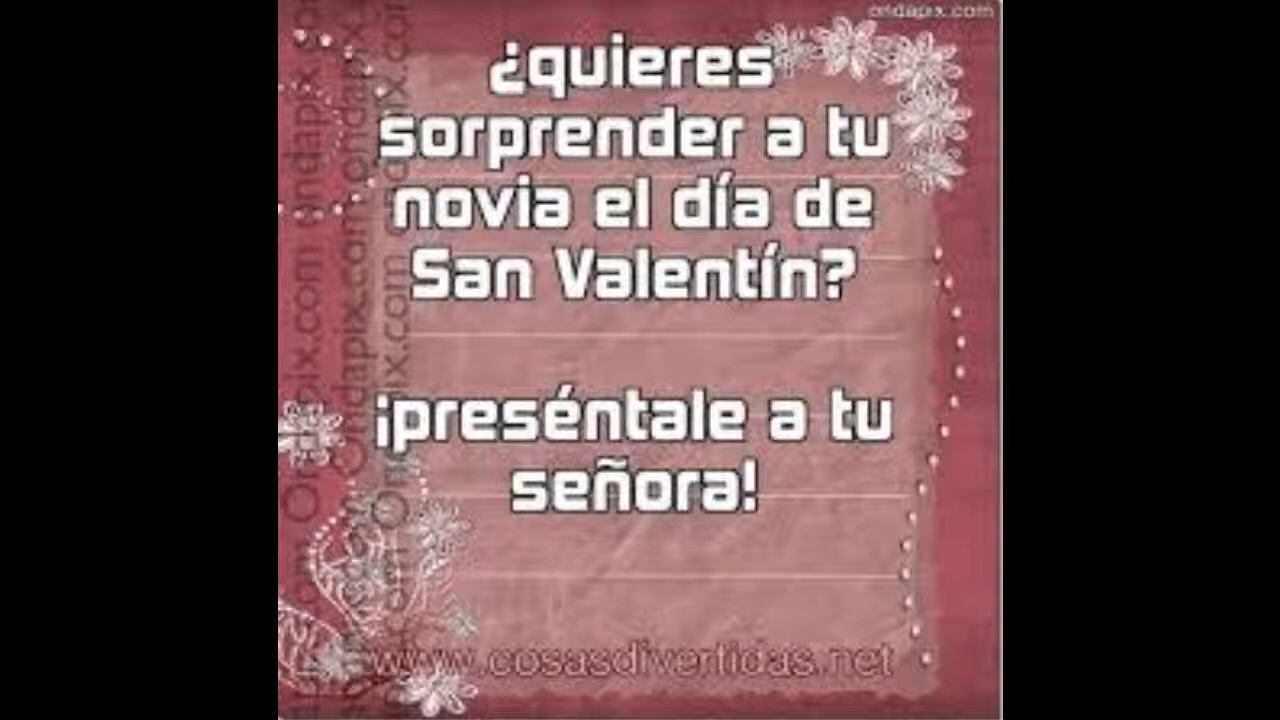 ondapix.com
¿quieres
sorprender a tu
novia el día de
San Valentín?
¡preséntale a tu
señora!
www.cosasdivertidas.net